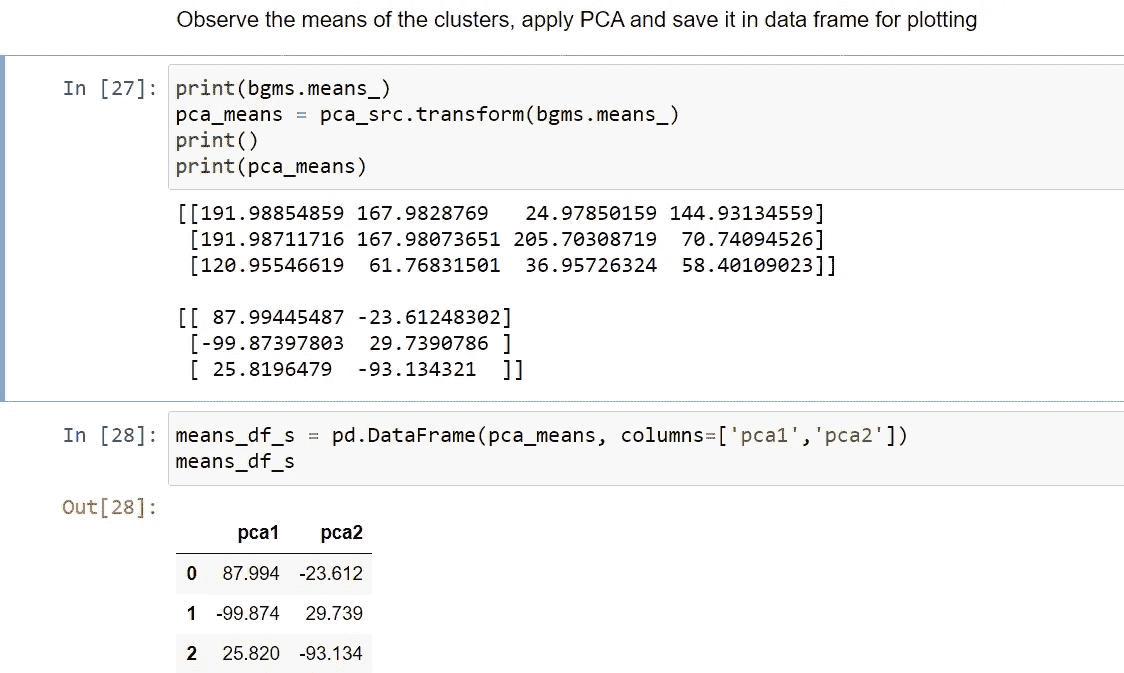 Observe the means of the clusters, apply PCA and save it in data frame for plotting
In [27]: print(bgms.means_)
pca_means = pca_src.transform(bgms.means_)
print()
print(pca_means)
[[191.98854859 167.9828769   24.97850159 144.93134559]
[191.98711716 167.98073651 205.70308719  70.74094526]
[120.95546619  61.76831501  36.95726324  58.40109023]]
[[ 87.99445487 -23.61248302]
[-99.87397803  29.7390786 ]
[ 25.8196479  -93.134321  ]]
In [28]: means_df_s = pd.DataFrame(pca_means, columns=['pca1','pca2'])
means_df_s
Out[28]:
pca1 pca2
0 87.994 -23.612
1 -99.874 29.739
2 25.820 -93.134